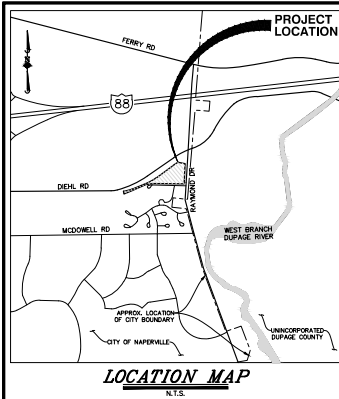 PROJECT
LOCATION
FERRY RD
88
DIEHL RD
RAYMOND DR
MCDOWELL RD
WEST BRANCH
DUPAGE RIVER
APPROX. LOCATION
OF CITY BOUNDARY
CITY OF NAPERVILLE
UNINCORPORATED
DUPAGE COUNTY
LOCATION MAP
N.T.S.